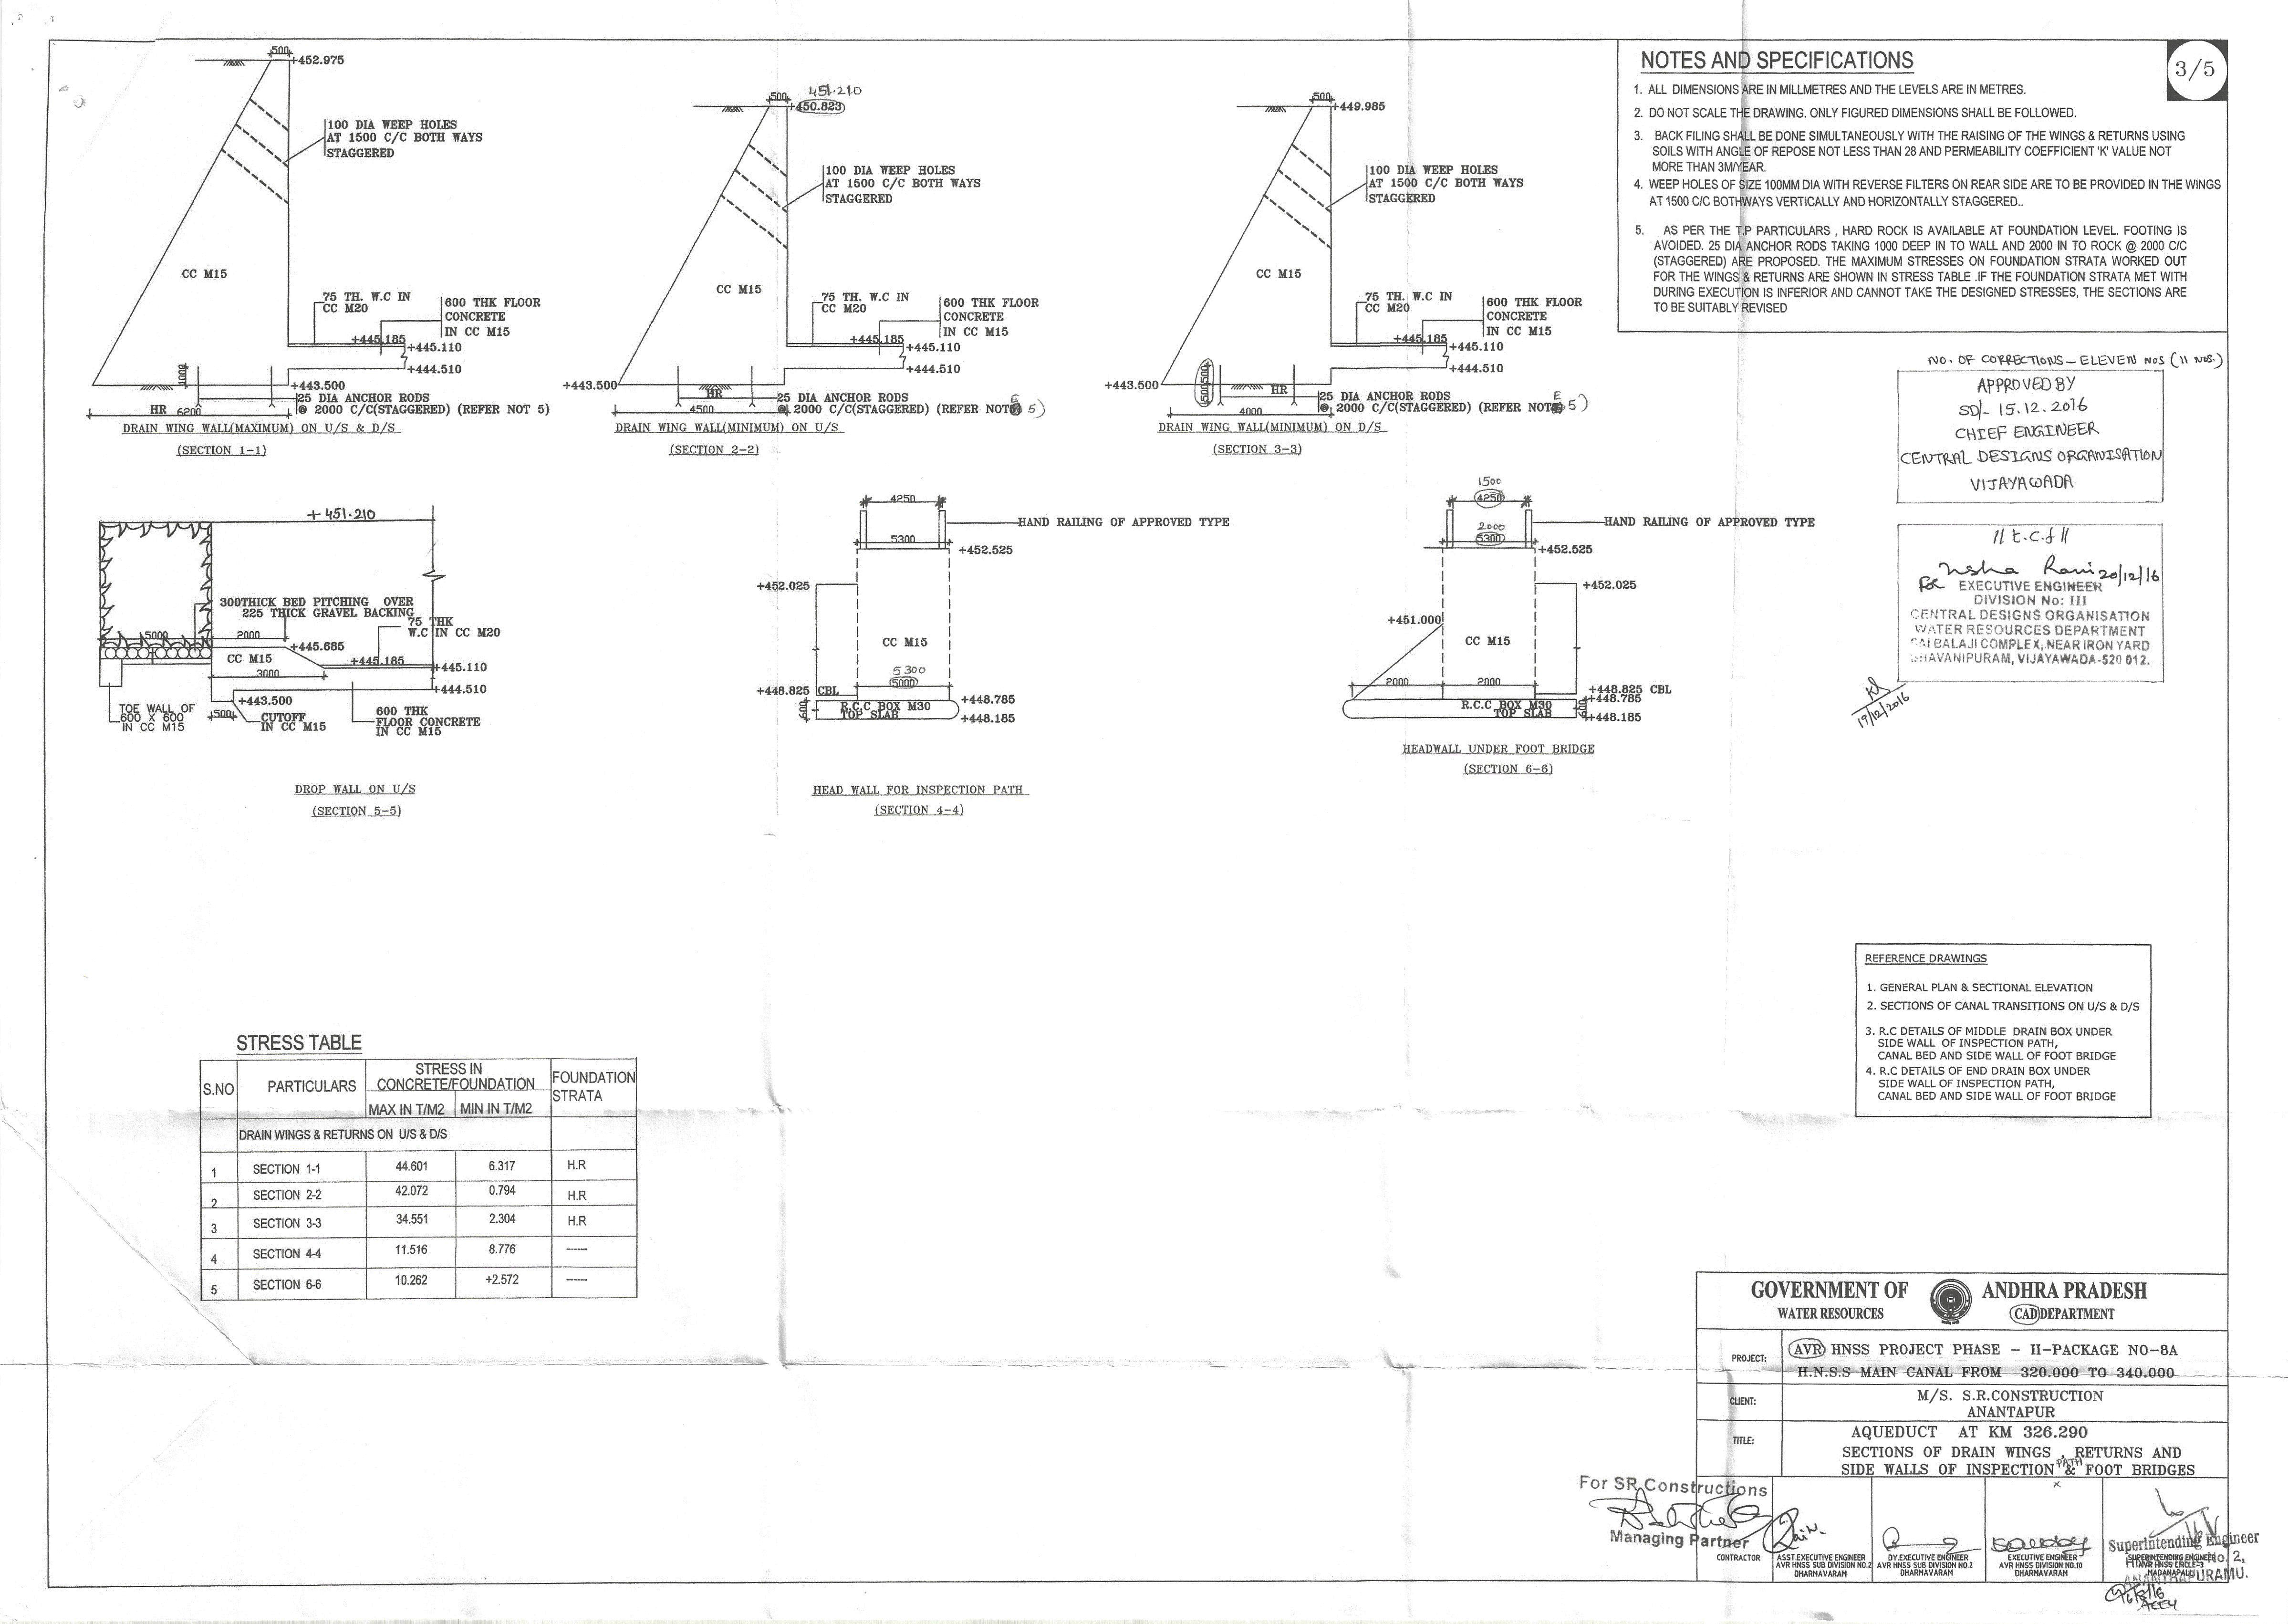 500
+452.975
100 DIA WEEP HOLES
AT 1500 C/C BOTH WAYS
STAGGERED
CC M15
75 TH. W.C IN
CC M20
600 THK FLOOR
CONCRETE
IN CC M15
+445.185
+445.110
+444.510
1000
+443.500
25 DIA ANCHOR RODS
@ 2000 C/C(STAGGERED) (REFER NOT 5)
HR
6200
DRAIN WING WALL(MAXIMUM) ON U/S & D/S
(SECTION 1-1)
451.210
500
+450.823
100 DIA WEEP HOLES
AT 1500 C/C BOTH WAYS
STAGGERED
CC M15
75 TH. W.C IN
CC M20
600 THK FLOOR
CONCRETE
IN CC M15
+445.185
+445.110
+444.510
+443.500
HR
4500
25 DIA ANCHOR RODS
@ 2000 C/C(STAGGERED) (REFER NOTE 5)
DRAIN WING WALL(MINIMUM) ON U/S
(SECTION 2-2)
500
+449.985
100 DIA WEEP HOLES
AT 1500 C/C BOTH WAYS
STAGGERED
CC M15
75 TH. W.C IN
CC M20
600 THK FLOOR
CONCRETE
IN CC M15
+445.185
+445.110
+444.510
+443.500
500
500
HR
4000
25 DIA ANCHOR RODS
@ 2000 C/C(STAGGERED) (REFER NOTE 5)
DRAIN WING WALL(MINIMUM) ON D/S
(SECTION 3-3)
NOTES AND SPECIFICATIONS
3/5
1. ALL DIMENSIONS ARE IN MILLMETRES AND THE LEVELS ARE IN METRES.
2. DO NOT SCALE THE DRAWING. ONLY FIGURED DIMENSIONS SHALL BE FOLLOWED.
3. BACK FILING SHALL BE DONE SIMULTANEOUSLY WITH THE RAISING OF THE WINGS & RETURNS USING
SOILS WITH ANGLE OF REPOSE NOT LESS THAN 28 AND PERMEABILITY COEFFICIENT 'K' VALUE NOT
MORE THAN 3M/YEAR.
4. WEEP HOLES OF SIZE 100MM DIA WITH REVERSE FILTERS ON REAR SIDE ARE TO BE PROVIDED IN THE WINGS
AT 1500 C/C BOTHWAYS VERTICALLY AND HORIZONTALLY STAGGERED..
5. AS PER THE T.P PARTICULARS , HARD ROCK IS AVAILABLE AT FOUNDATION LEVEL. FOOTING IS
AVOIDED. 25 DIA ANCHOR RODS TAKING 1000 DEEP IN TO WALL AND 2000 IN TO ROCK @ 2000 C/C
(STAGGERED) ARE PROPOSED. THE MAXIMUM STRESSES ON FOUNDATION STRATA WORKED OUT
FOR THE WINGS & RETURNS ARE SHOWN IN STRESS TABLE .IF THE FOUNDATION STRATA MET WITH
DURING EXECUTION IS INFERIOR AND CANNOT TAKE THE DESIGNED STRESSES, THE SECTIONS ARE
TO BE SUITABLY REVISED
NO. OF CORRECTIONS - ELEVEN NOS (11 NOS.)
APPROVED BY
SD/- 15.12.2016
CHIEF ENGINEER
CENTRAL DESIGNS ORGANISATION
VIJAYAWADA
// t.c.f //
Usha Rani 20/12/16
For EXECUTIVE ENGINEER
DIVISION No: III
CENTRAL DESIGNS ORGANISATION
WATER RESOURCES DEPARTMENT
SAI BALAJI COMPLEX, NEAR IRON YARD
BHAVANIPURAM, VIJAYAWADA-520 012.
19/12/2016
+ 451.210
300THICK BED PITCHING OVER
225 THICK GRAVEL BACKING
75 THK
W.C IN CC M20
5000
2000
+445.685
CC M15
+445.185
+445.110
3000
+444.510
+443.500
TOE WALL OF
600 X 600
IN CC M15
500
CUTOFF
IN CC M15
600 THK
FLOOR CONCRETE
IN CC M15
DROP WALL ON U/S
(SECTION 5-5)
4250
HAND RAILING OF APPROVED TYPE
5300
+452.525
+452.025
CC M15
5300
5000
+448.825 CBL
+448.785
600
R.C.C BOX M30
TOP SLAB
+448.185
HEAD WALL FOR INSPECTION PATH
(SECTION 4-4)
1500
4250
HAND RAILING OF APPROVED TYPE
2000
5300
+452.525
+452.025
+451.000
CC M15
2000
2000
+448.825 CBL
+448.785
R.C.C BOX M30
TOP SLAB
600
+448.185
HEADWALL UNDER FOOT BRIDGE
(SECTION 6-6)
REFERENCE DRAWINGS
1. GENERAL PLAN & SECTIONAL ELEVATION
2. SECTIONS OF CANAL TRANSITIONS ON U/S & D/S
3. R.C DETAILS OF MIDDLE DRAIN BOX UNDER
SIDE WALL OF INSPECTION PATH,
CANAL BED AND SIDE WALL OF FOOT BRIDGE
4. R.C DETAILS OF END DRAIN BOX UNDER
SIDE WALL OF INSPECTION PATH,
CANAL BED AND SIDE WALL OF FOOT BRIDGE
STRESS TABLE
S.NO PARTICULARS STRESS IN CONCRETE/FOUNDATION FOUNDATION STRATA
MAX IN T/M2 MIN IN T/M2
DRAIN WINGS & RETURNS ON U/S & D/S
1 SECTION 1-1 44.601 6.317 H.R
2 SECTION 2-2 42.072 0.794 H.R
3 SECTION 3-3 34.551 2.304 H.R
4 SECTION 4-4 11.516 8.776 -----
5 SECTION 6-6 10.262 +2.572 -----
GOVERNMENT OF ANDHRA PRADESH
WATER RESOURCES CAD DEPARTMENT
PROJECT: AVR HNSS PROJECT PHASE - II-PACKAGE NO-8A
H.N.S.S MAIN CANAL FROM 320.000 TO 340.000
CLIENT: M/S. S.R.CONSTRUCTION
ANANTAPUR
TITLE: AQUEDUCT AT KM 326.290
SECTIONS OF DRAIN WINGS , RETURNS AND
SIDE WALLS OF INSPECTION PATH & FOOT BRIDGES
For SR Constructions
Managing Partner
CONTRACTOR
ASST.EXECUTIVE ENGINEER
AVR HNSS SUB DIVISION NO.2
DHARMAVARAM
DY.EXECUTIVE ENGINEER
AVR HNSS SUB DIVISION NO.2
DHARMAVARAM
EXECUTIVE ENGINEER
AVR HNSS DIVISION NO.10
DHARMAVARAM
Superintending Engineer
SUPERINTENDING ENGINEER
MADANAPALLI
ANANTHAPURAMU.